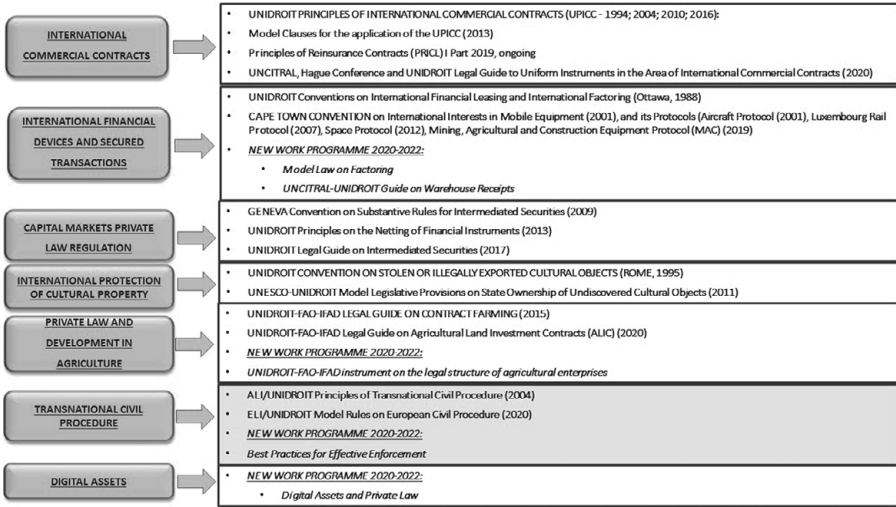 INTERNATIONAL
COMMERCIAL CONTRACTS
• UNIDROIT PRINCIPLES OF INTERNATIONAL COMMERCIAL CONTRACTS (UPICC - 1994; 2004; 2010; 2016):
• Model Clauses for the application of the UPICC (2013)
• Principles of Reinsurance Contracts (PRICL) I Part 2019, ongoing
• UNCITRAL, Hague Conference and UNIDROIT Legal Guide to Uniform Instruments in the Area of International Commercial Contracts (2020)
INTERNATIONAL FINANCIAL
DEVICES AND SECURED
TRANSACTIONS
• UNIDROIT Conventions on International Financial Leasing and International Factoring (Ottawa, 1988)
• CAPE TOWN CONVENTION on International Interests in Mobile Equipment (2001), and its Protocols (Aircraft Protocol (2001), Luxembourg Rail
Protocol (2007), Space Protocol (2012), Mining, Agricultural and Construction Equipment Protocol (MAC) (2019)
• NEW WORK PROGRAMME 2020-2022:
• Model Law on Factoring
• UNCITRAL-UNIDROIT Guide on Warehouse Receipts
CAPITAL MARKETS PRIVATE
LAW REGULATION
• GENEVA Convention on Substantive Rules for Intermediated Securities (2009)
• UNIDROIT Principles on the Netting of Financial Instruments (2013)
• UNIDROIT Legal Guide on Intermediated Securities (2017)
INTERNATIONAL PROTECTION
OF CULTURAL PROPERTY
• UNIDROIT CONVENTION ON STOLEN OR ILLEGALLY EXPORTED CULTURAL OBJECTS (ROME, 1995)
• UNESCO-UNIDROIT Model Legislative Provisions on State Ownership of Undiscovered Cultural Objects (2011)
PRIVATE LAW AND
DEVELOPMENT IN
AGRICULTURE
• UNIDROIT-FAO-IFAD LEGAL GUIDE ON CONTRACT FARMING (2015)
• UNIDROIT-FAO-IFAD Legal Guide on Agricultural Land Investment Contracts (ALIC) (2020)
• NEW WORK PROGRAMME 2020-2022:
• UNIDROIT-FAO-IFAD instrument on the legal structure of agricultural enterprises
TRANSNATIONAL CIVIL
PROCEDURE
• ALI/UNIDROIT Principles of Transnational Civil Procedure (2004)
• ELI/UNIDROIT Model Rules on European Civil Procedure (2020)
• NEW WORK PROGRAMME 2020-2022:
• Best Practices for Effective Enforcement
DIGITAL ASSETS
• NEW WORK PROGRAMME 2020-2022:
• Digital Assets and Private Law